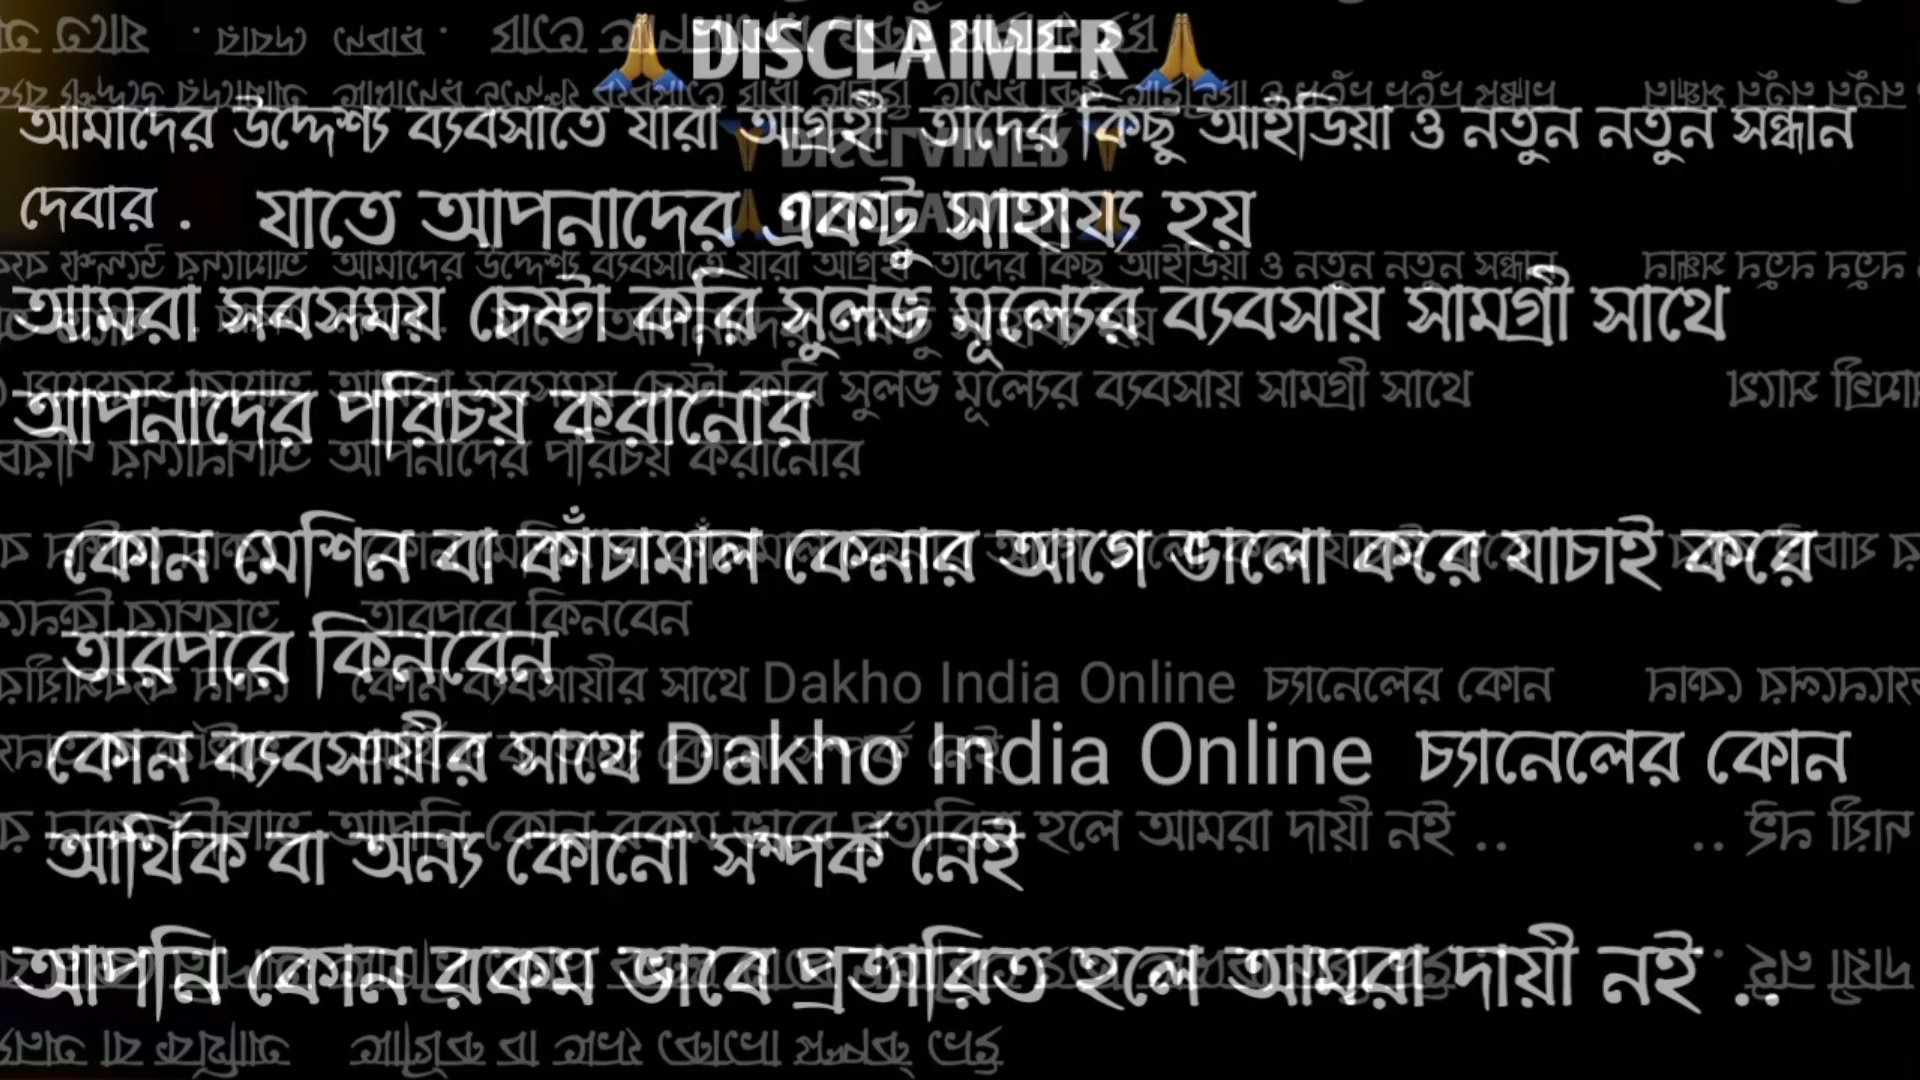 🙏DISCLAIMER🙏
আমাদের উদ্দেশ্য ব্যবসাতে যারা আগ্রহী তাদের কিছু আইডিয়া ও নতুন নতুন সন্ধান
দেবার . যাতে আপনাদের একটু সাহায্য হয়
আমরা সবসময় চেষ্টা করি সুলভ মূল্যের ব্যবসায় সামগ্রী সাথে
আপনাদের পরিচয় করানোর
কোন মেশিন বা কাঁচামাল কেনার আগে ভালো করে যাচাই করে
তারপরে কিনবেন
কোন ব্যবসায়ীর সাথে Dakho India Online চ্যানেলের কোন
আর্থিক বা অন্য কোনো সম্পর্ক নেই
আপনি কোন রকম ভাবে প্রতারিত হলে আমরা দায়ী নই ..